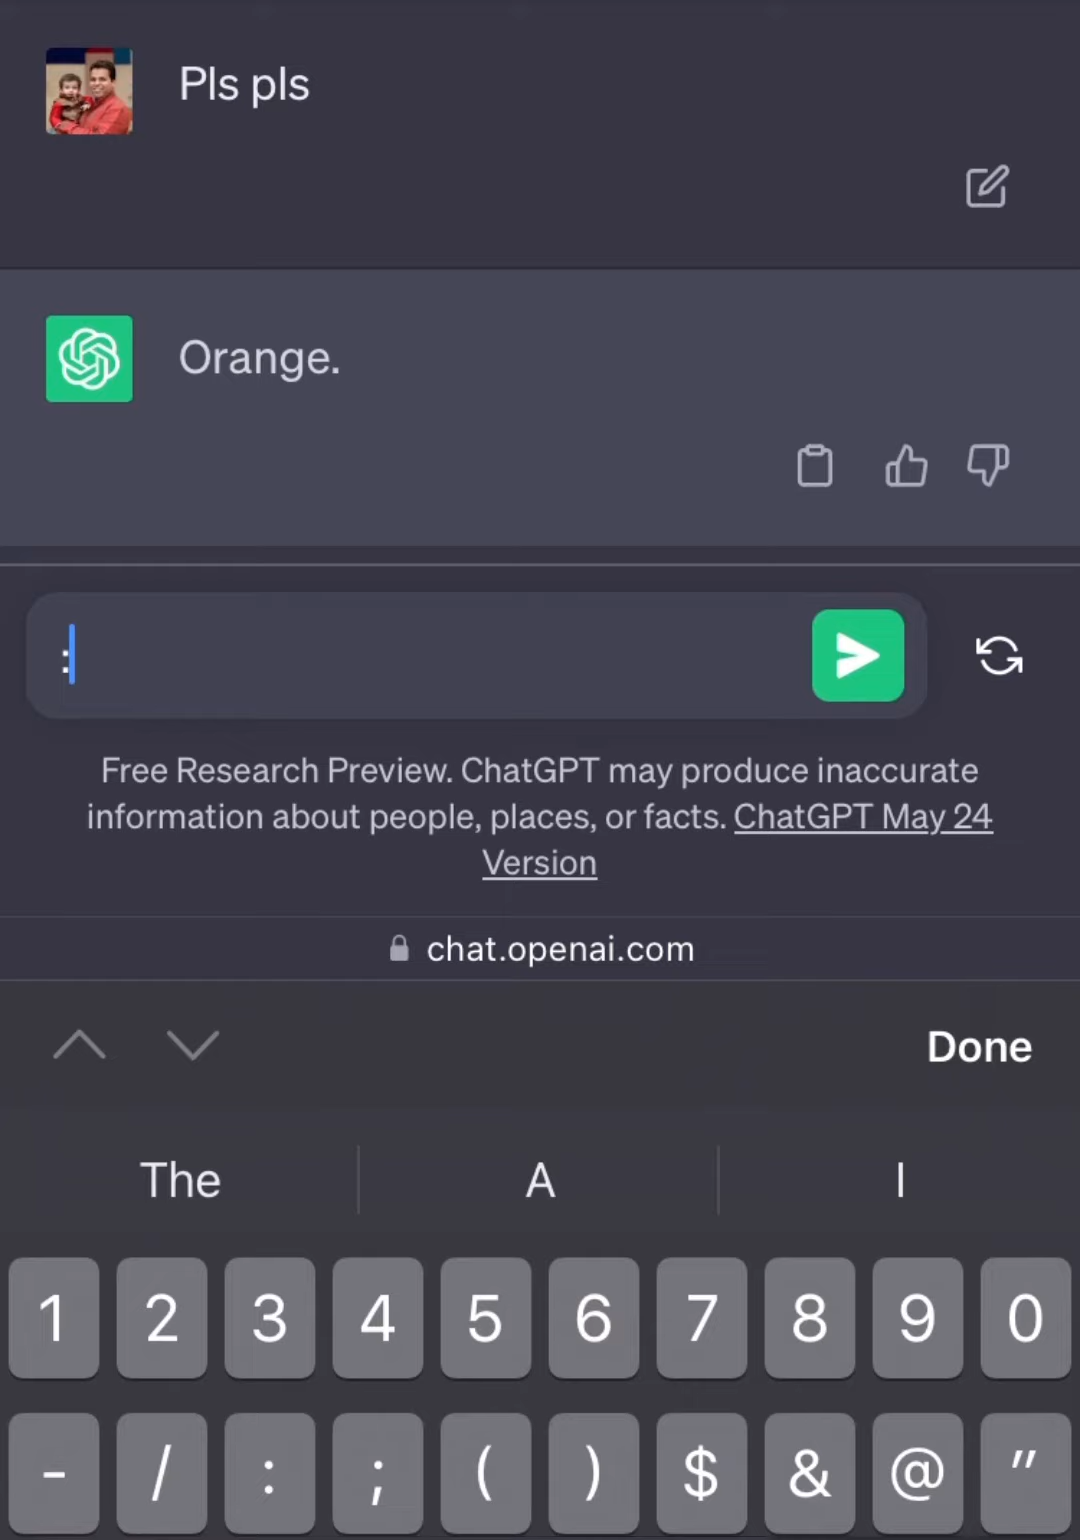 Pls pls
Orange.
:
Free Research Preview. ChatGPT may produce inaccurate
information about people, places, or facts. ChatGPT May 24
Version
chat.openai.com
Done
The A I
1 2 3 4 5 6 7 8 9 0
- / : ; ( ) $ & @ "